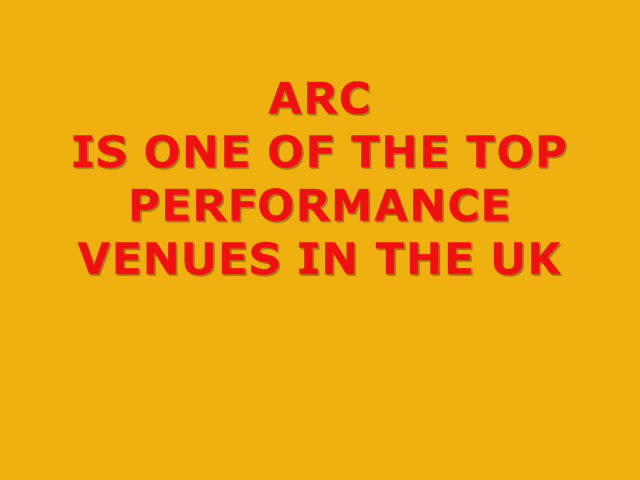 ARC
IS ONE OF THE TOP
PERFORMANCE
VENUES IN THE UK